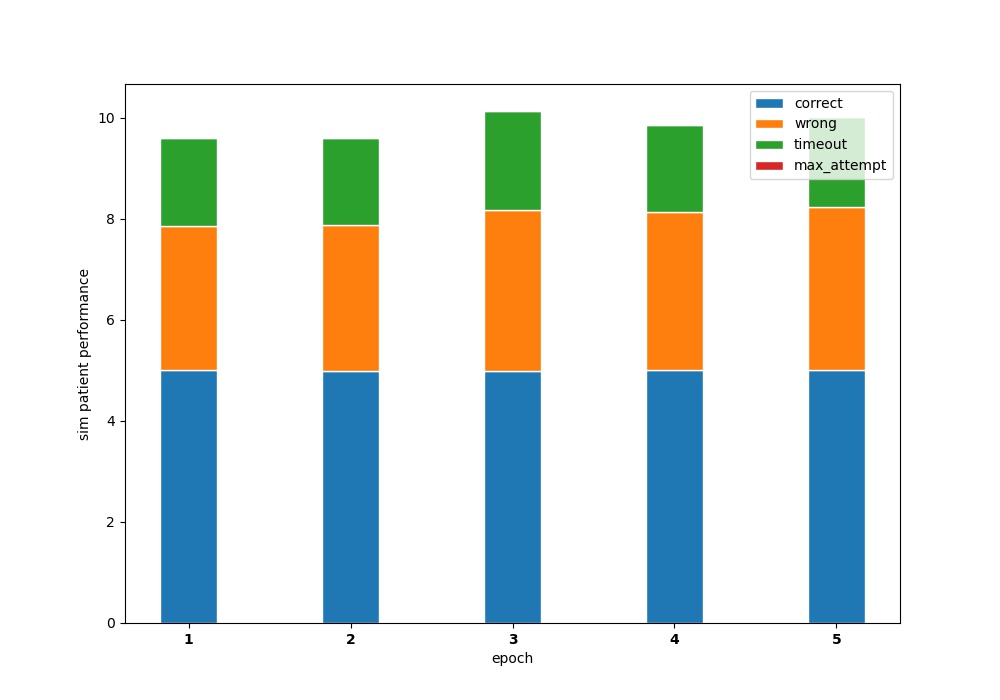 correct
wrong
timeout
max_attempt
10
8
6
4
2
0
sim patient performance
1 2 3 4 5
epoch